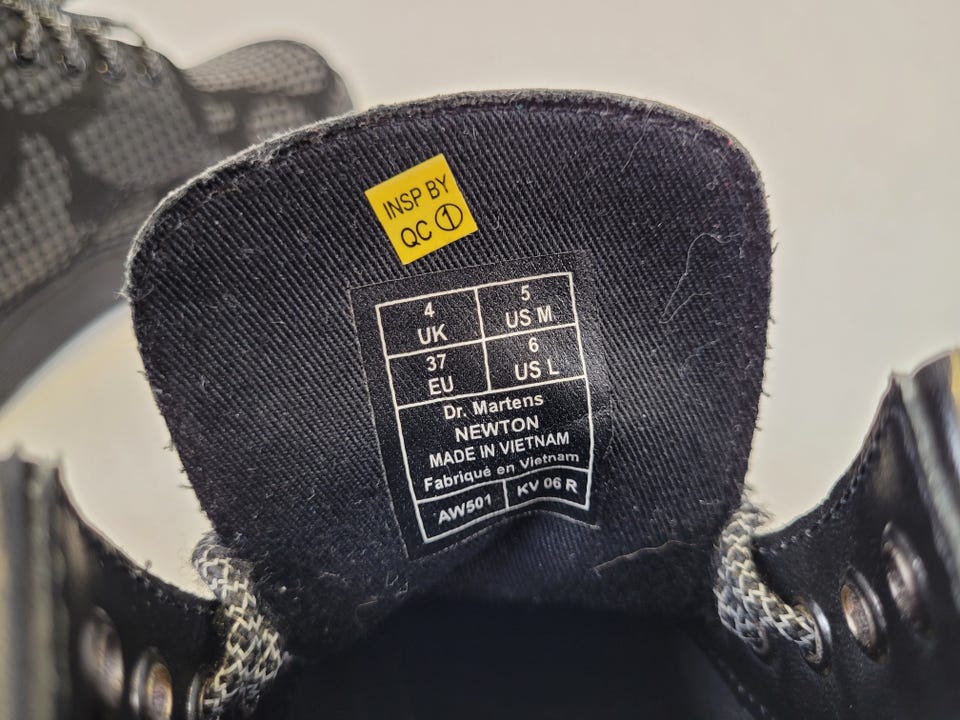 INSP BY
QC 1
4
UK
5
US M
37
EU
6
US L
Dr. Martens
NEWTON
MADE IN VIETNAM
Fabriqué en Vietnam
AW501
KV 06 R